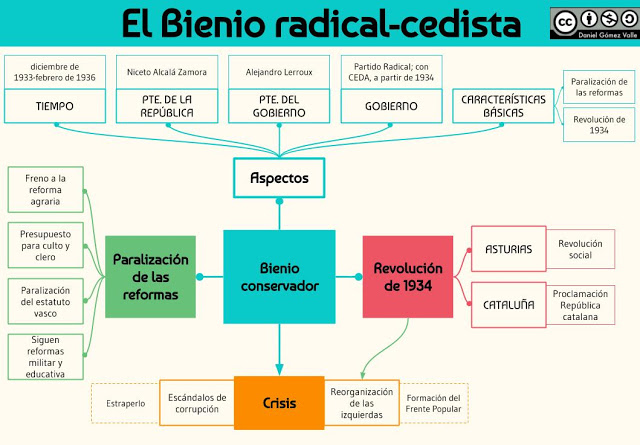 El Bienio radical-cedista
cc
BY NC SA
Daniel Gómez Valle
diciembre de
1933-febrero de
1936
TIEMPO
Niceto Alcalá Zamora
PTE. DE LA
REPÚBLICA
Alejandro Lerroux
PTE. DEL
GOBIERNO
Partido Radical; con
CEDA, a partir de 1934
GOBIERNO
CARACTERÍSTICAS
BÁSICAS
Paralización de
las reformas
Revolución de
1934
Aspectos
Freno a la
reforma
agraria
Presupuesto
para culto y
clero
Paralización
del estatuto
vasco
Siguen
reformas
militar y
educativa
Paralización
de las
reformas
Bienio
conservador
Revolución
de 1934
ASTURIAS
Revolución
social
CATALUÑA
Proclamación
República
catalana
Estraperlo
Escándalos de
corrupción
Crisis
Reorganización
de las
izquierdas
Formación del
Frente Popular